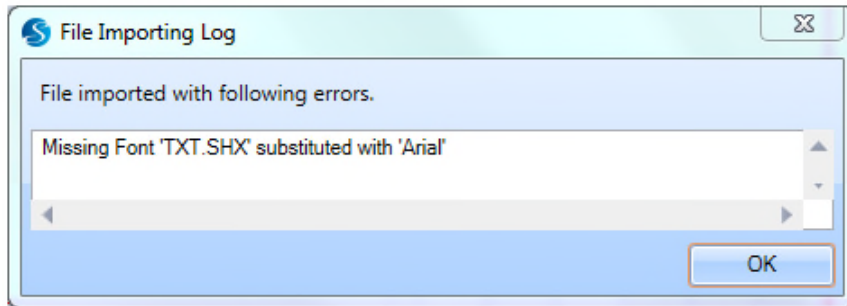 File Importing Log
File imported with following errors.
Missing Font 'TXT.SHX' substituted with 'Arial'
OK